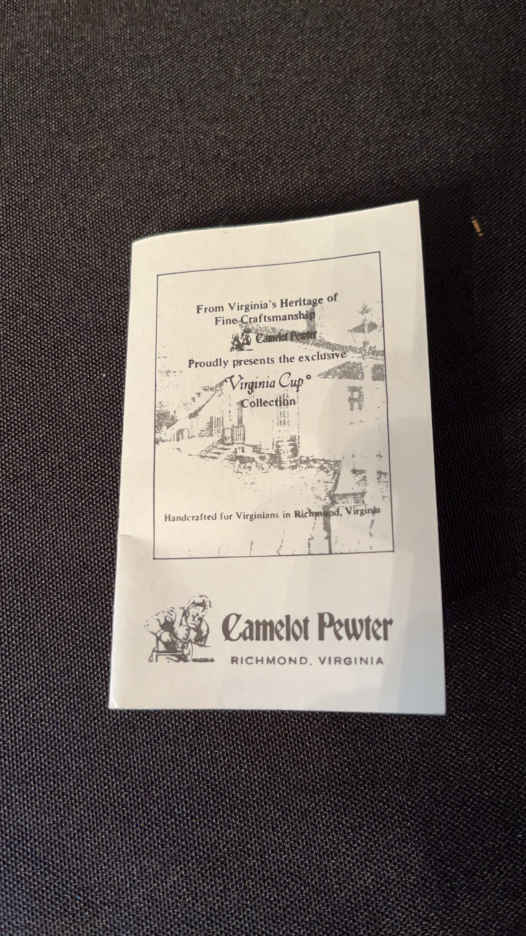 From Virginia's Heritage of
Fine Craftsmanship
Camelot Pewter
Proudly presents the exclusive
"Virginia Cup"®
Collection
Handcrafted for Virginians in Richmond, Virginia
Camelot Pewter
RICHMOND, VIRGINIA